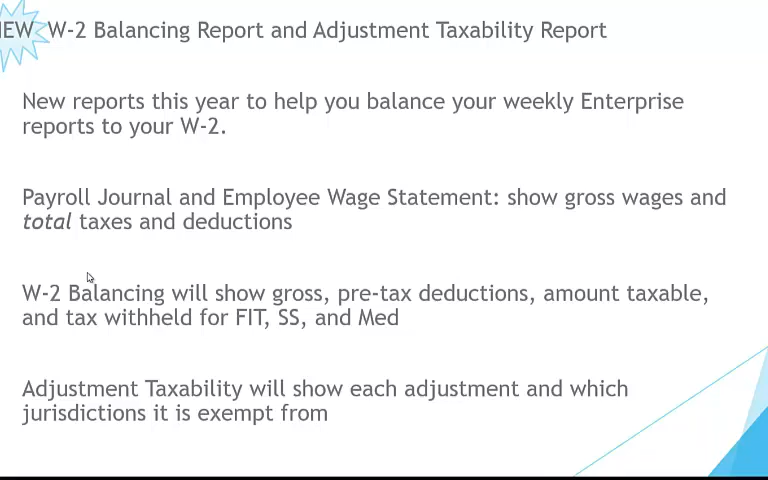 NEW W-2 Balancing Report and Adjustment Taxability Report
New reports this year to help you balance your weekly Enterprise
reports to your W-2.
Payroll Journal and Employee Wage Statement: show gross wages and
total taxes and deductions
W-2 Balancing will show gross, pre-tax deductions, amount taxable,
and tax withheld for FIT, SS, and Med
Adjustment Taxability will show each adjustment and which
jurisdictions it is exempt from